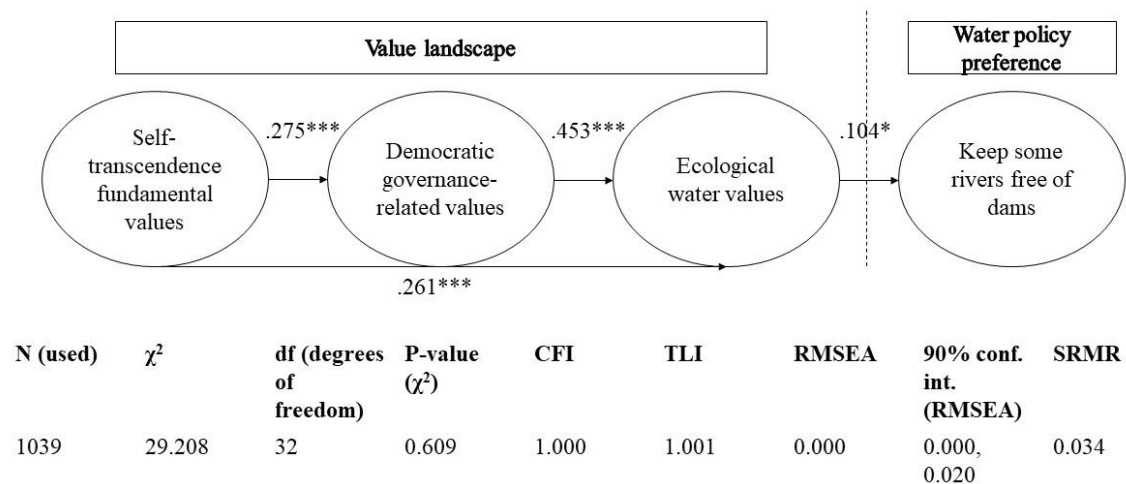 Value landscape
Water policy
preference
Self-
transcendence
fundamental
values
.275***
Democratic
governance-
related values
.453***
Ecological
water values
.104*
Keep some
rivers free of
dams
.261***
N (used) χ² df (degrees of freedom) P-value (χ²) CFI TLI RMSEA 90% conf. int. (RMSEA) SRMR
1039 29.208 32 0.609 1.000 1.001 0.000 0.000, 0.020 0.034